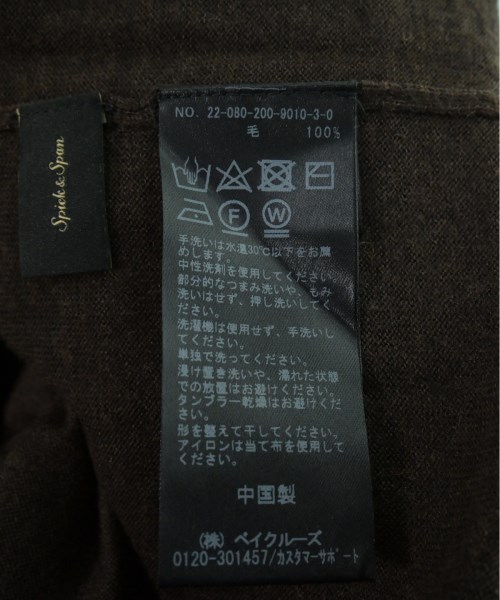 Spick & Span
NO. 22-080-200-9010-3-0
毛 100%
F
W
手洗いは水温30℃以下をお薦
めします。
中性洗剤を使用してください。
部分的なつまみ洗いや、もみ
洗いはせず、押し洗いしてく
ださい。
洗濯機は使用せず、手洗いし
てください。
単独で洗ってください。
浸け置き洗いや、濡れた状態
での放置はお避けください。
タンブラー乾燥はお避けくだ
さい。
形を整えて干してください。
アイロンは当て布を使用して
ください。
中国製
(株) ベイクルーズ
0120-301457/カスタマーサポート